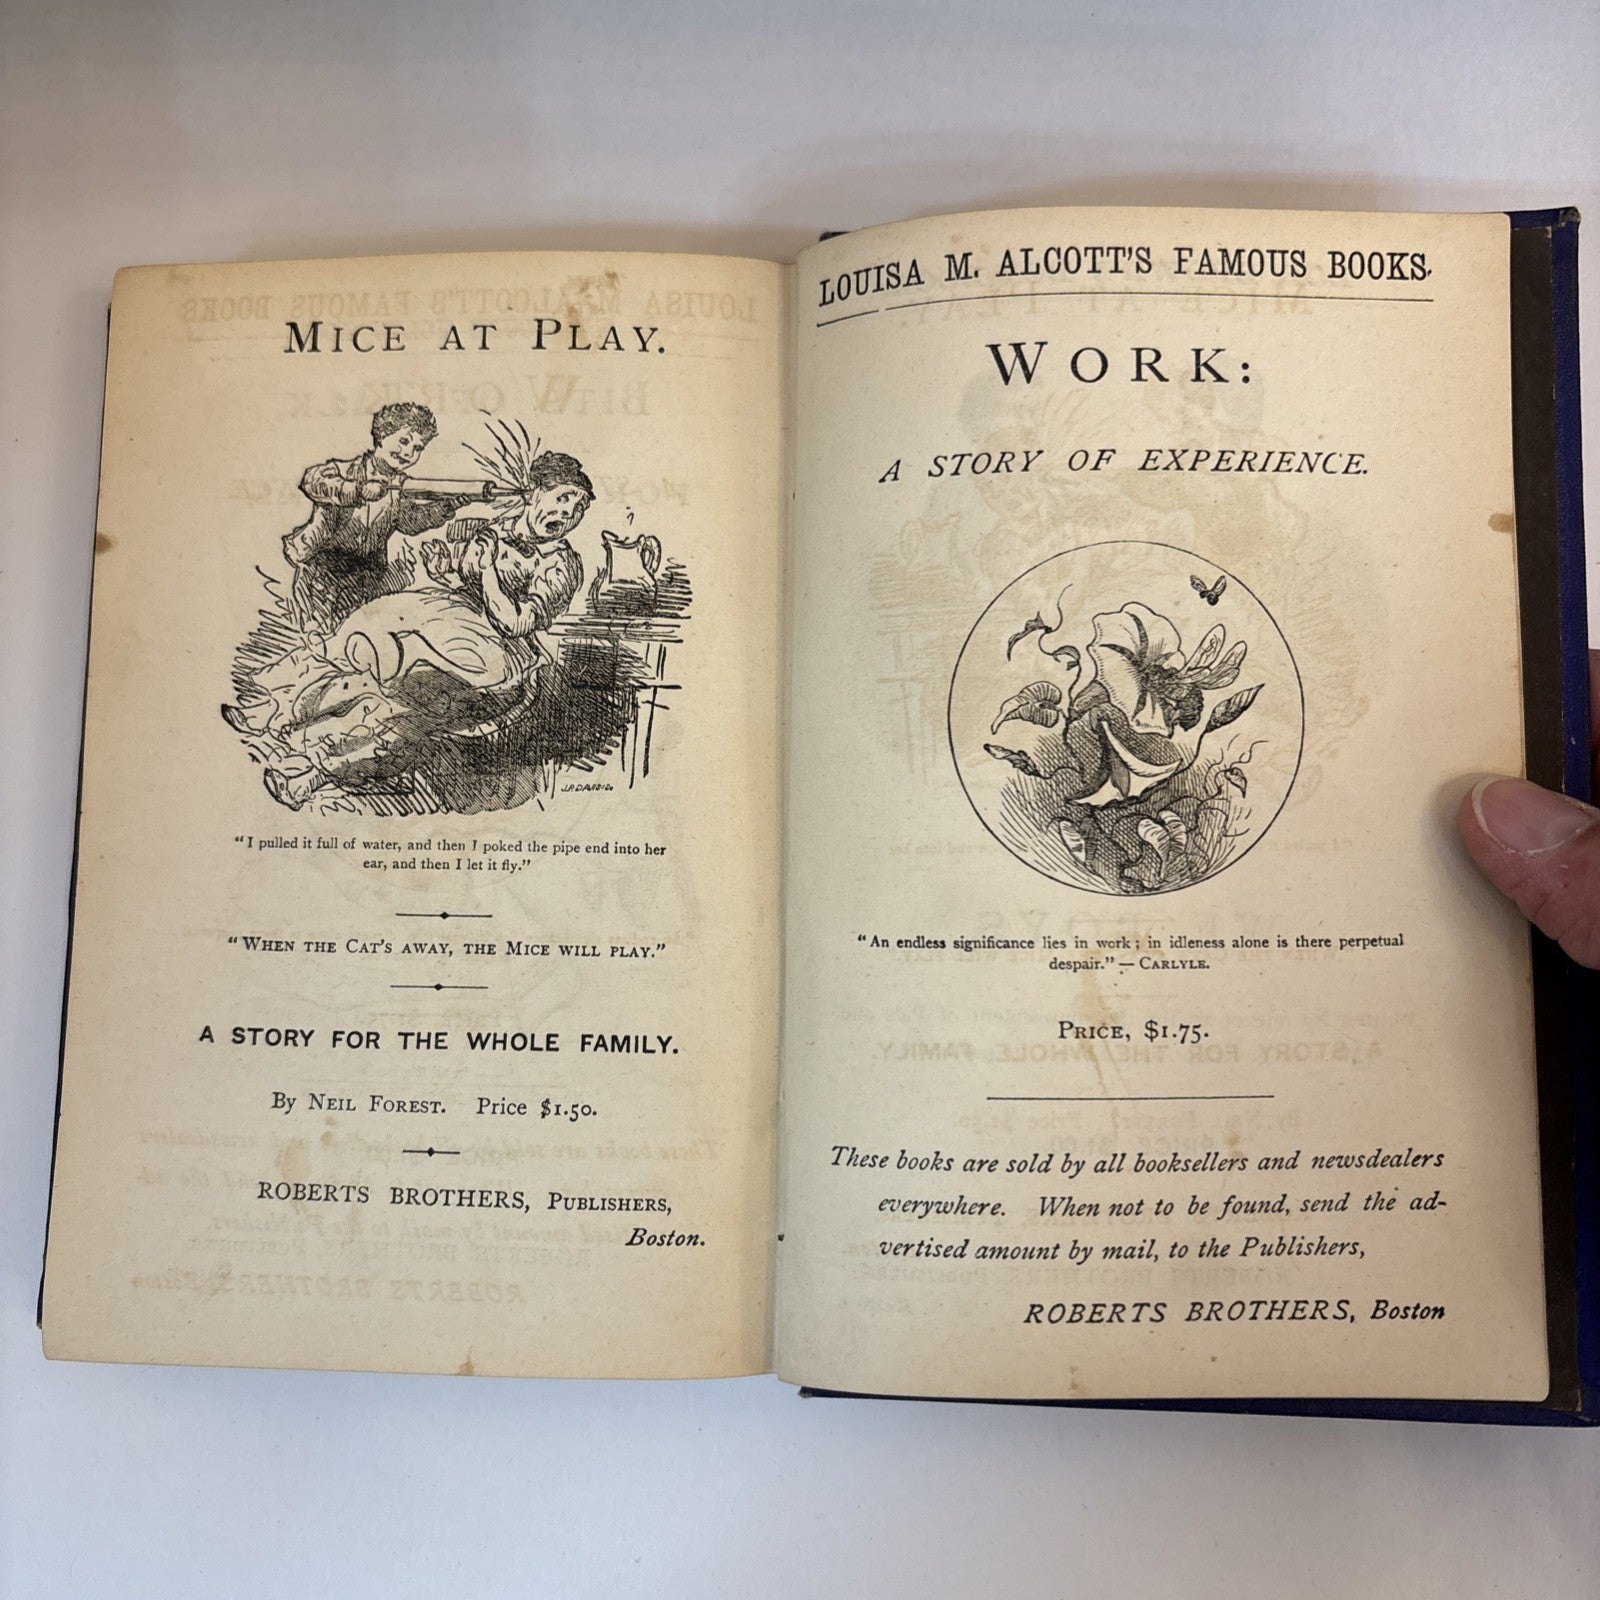 MICE AT PLAY.
J.P. DAVIS Sc.
"I pulled it full of water, and then I poked the pipe end into her
ear, and then I let it fly."
"WHEN THE CAT'S AWAY, THE MICE WILL PLAY."
A STORY FOR THE WHOLE FAMILY.
By NEIL FOREST. Price $1.50.
ROBERTS BROTHERS, PUBLISHERS,
Boston.
LOUISA M. ALCOTT'S FAMOUS BOOKS.
WORK:
A STORY OF EXPERIENCE.
"An endless significance lies in work; in idleness alone is there perpetual
despair." — CARLYLE.
PRICE, $1.75.
These books are sold by all booksellers and newsdealers
everywhere. When not to be found, send the ad-
vertised amount by mail, to the Publishers,
ROBERTS BROTHERS, Boston